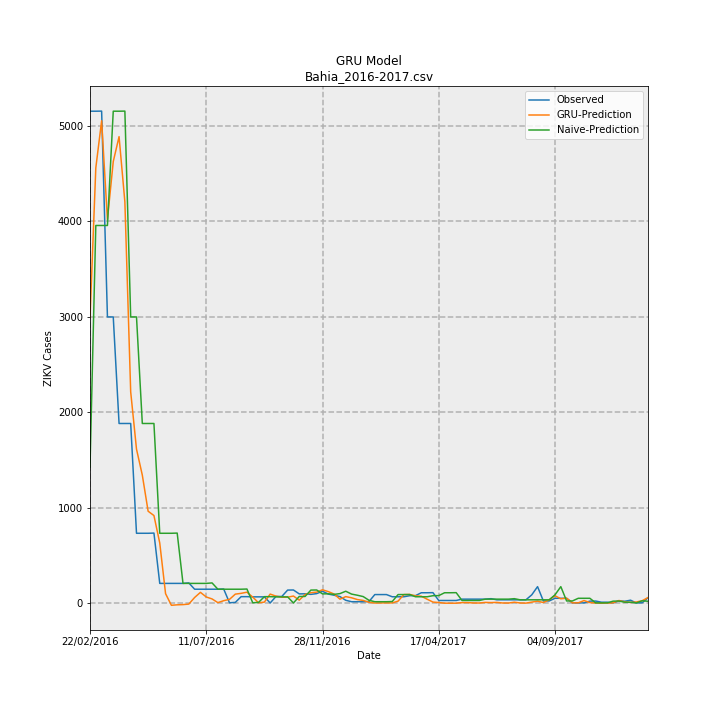 GRU Model
Bahia_2016-2017.csv
Observed
GRU-Prediction
Naive-Prediction
ZIKV Cases
5000
4000
3000
2000
1000
0
22/02/2016 11/07/2016 28/11/2016 17/04/2017 04/09/2017
Date